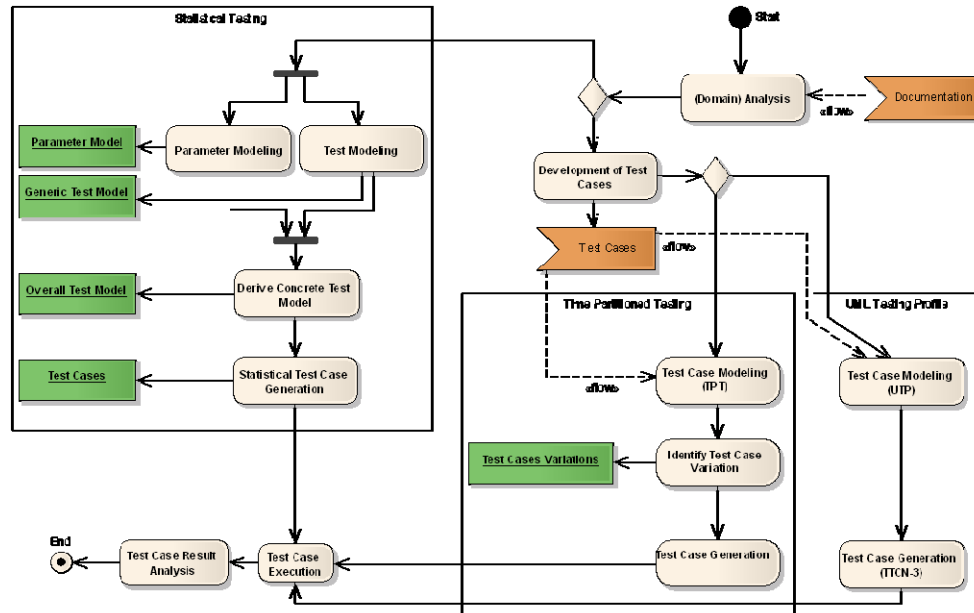 Statistical Testing
Start
(Domain) Analysis
Documentation
«flow»
Parameter Model
Parameter Modeling
Test Modeling
Generic Test Model
Development of Test
Cases
Test Cases
«flow»
Overall Test Model
Derive Concrete Test
Model
Time Partitioned Testing
UML Testing Profile
Test Cases
Statistical Test Case
Generation
«flow»
Test Case Modeling
(TPT)
Test Case Modeling
(UTP)
Test Cases Variations
Identify Test Case
Variation
End
Test Case Result
Analysis
Test Case
Execution
Test Case Generation
Test Case Generation
(TTCN-3)